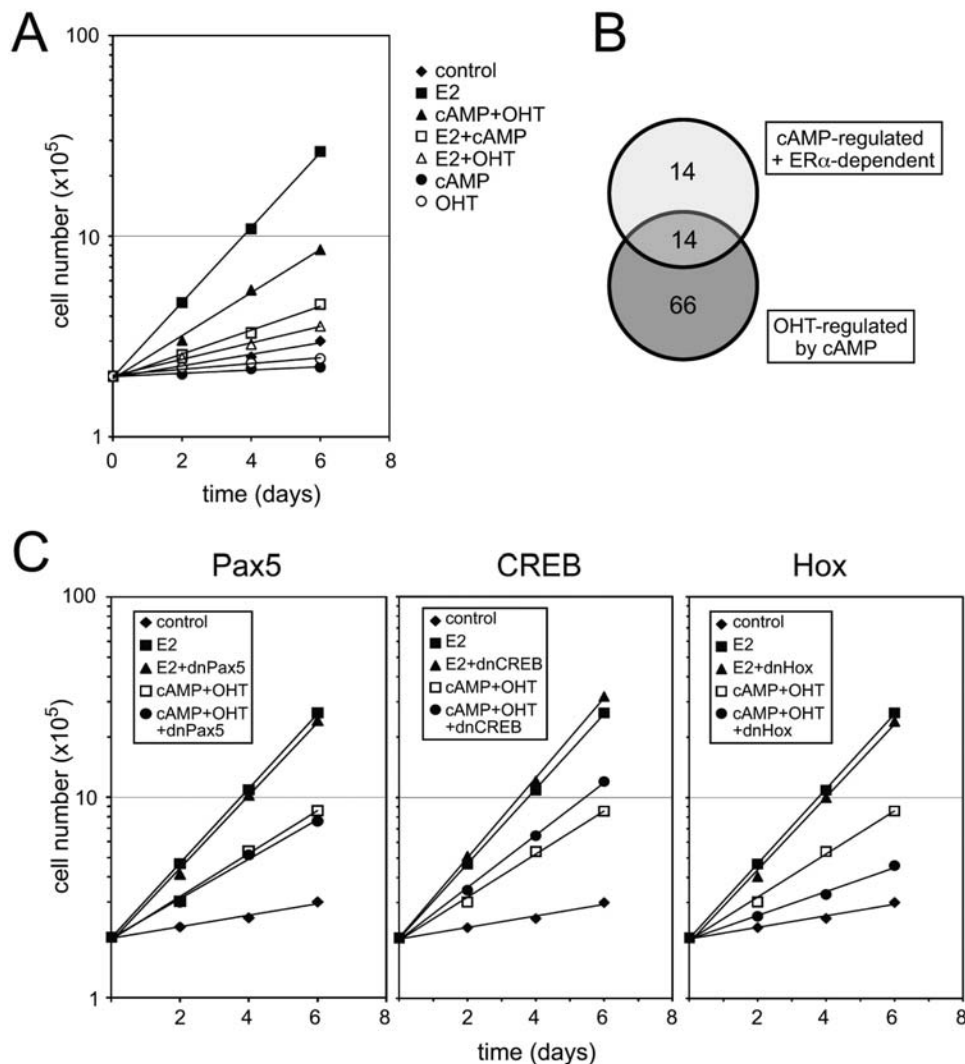 A
100
10
1
cell number (x10⁵)
0 2 4 6 8
time (days)
control
E2
cAMP+OHT
E2+cAMP
E2+OHT
cAMP
OHT
B
14
14
66
cAMP-regulated
+ ERα-dependent
OHT-regulated
by cAMP
C
Pax5
CREB
Hox
100
10
1
cell number (x10⁵)
control
E2
E2+dnPax5
cAMP+OHT
cAMP+OHT
+dnPax5
control
E2
E2+dnCREB
cAMP+OHT
cAMP+OHT
+dnCREB
control
E2
E2+dnHox
cAMP+OHT
cAMP+OHT
+dnHox
2 4 6 8
2 4 6 8
2 4 6 8
time (days)
time (days)